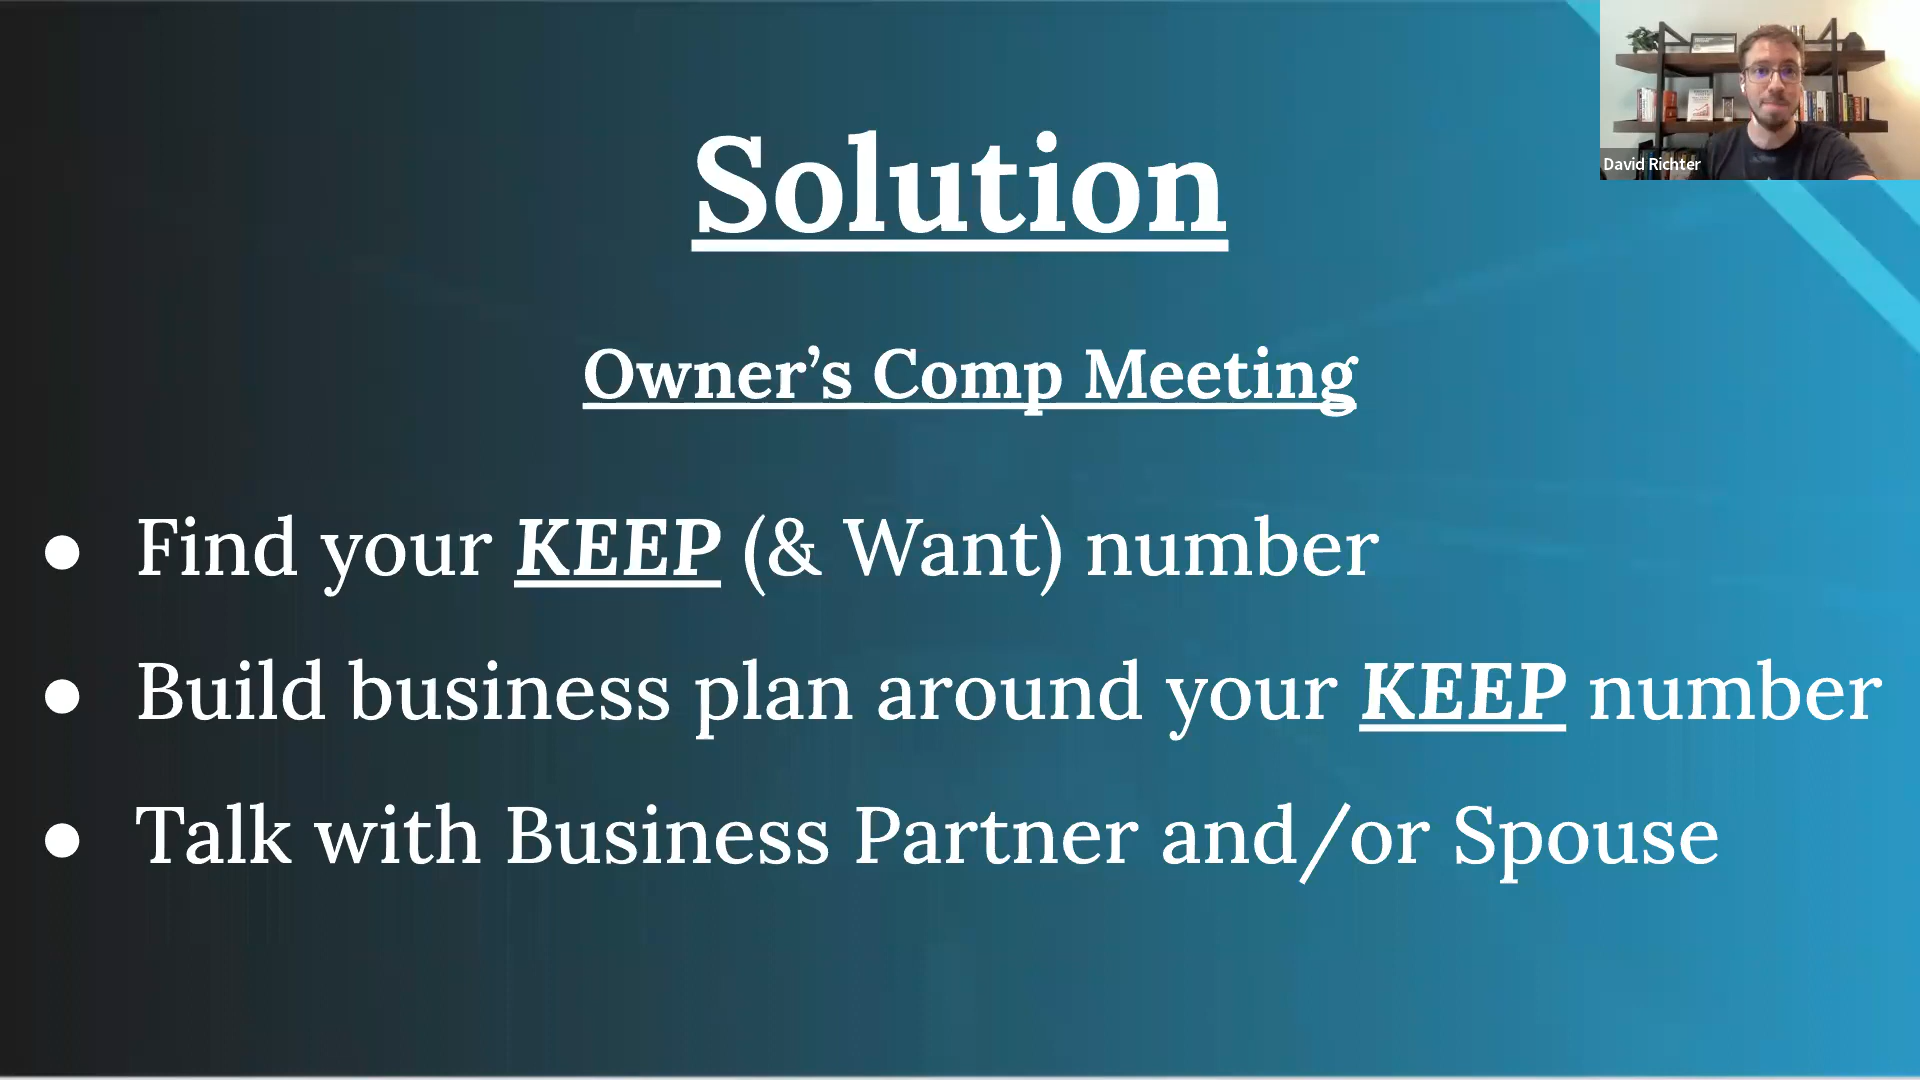 Solution
David Richter
Owner’s Comp Meeting
● Find your KEEP (& Want) number
● Build business plan around your KEEP number
● Talk with Business Partner and/or Spouse